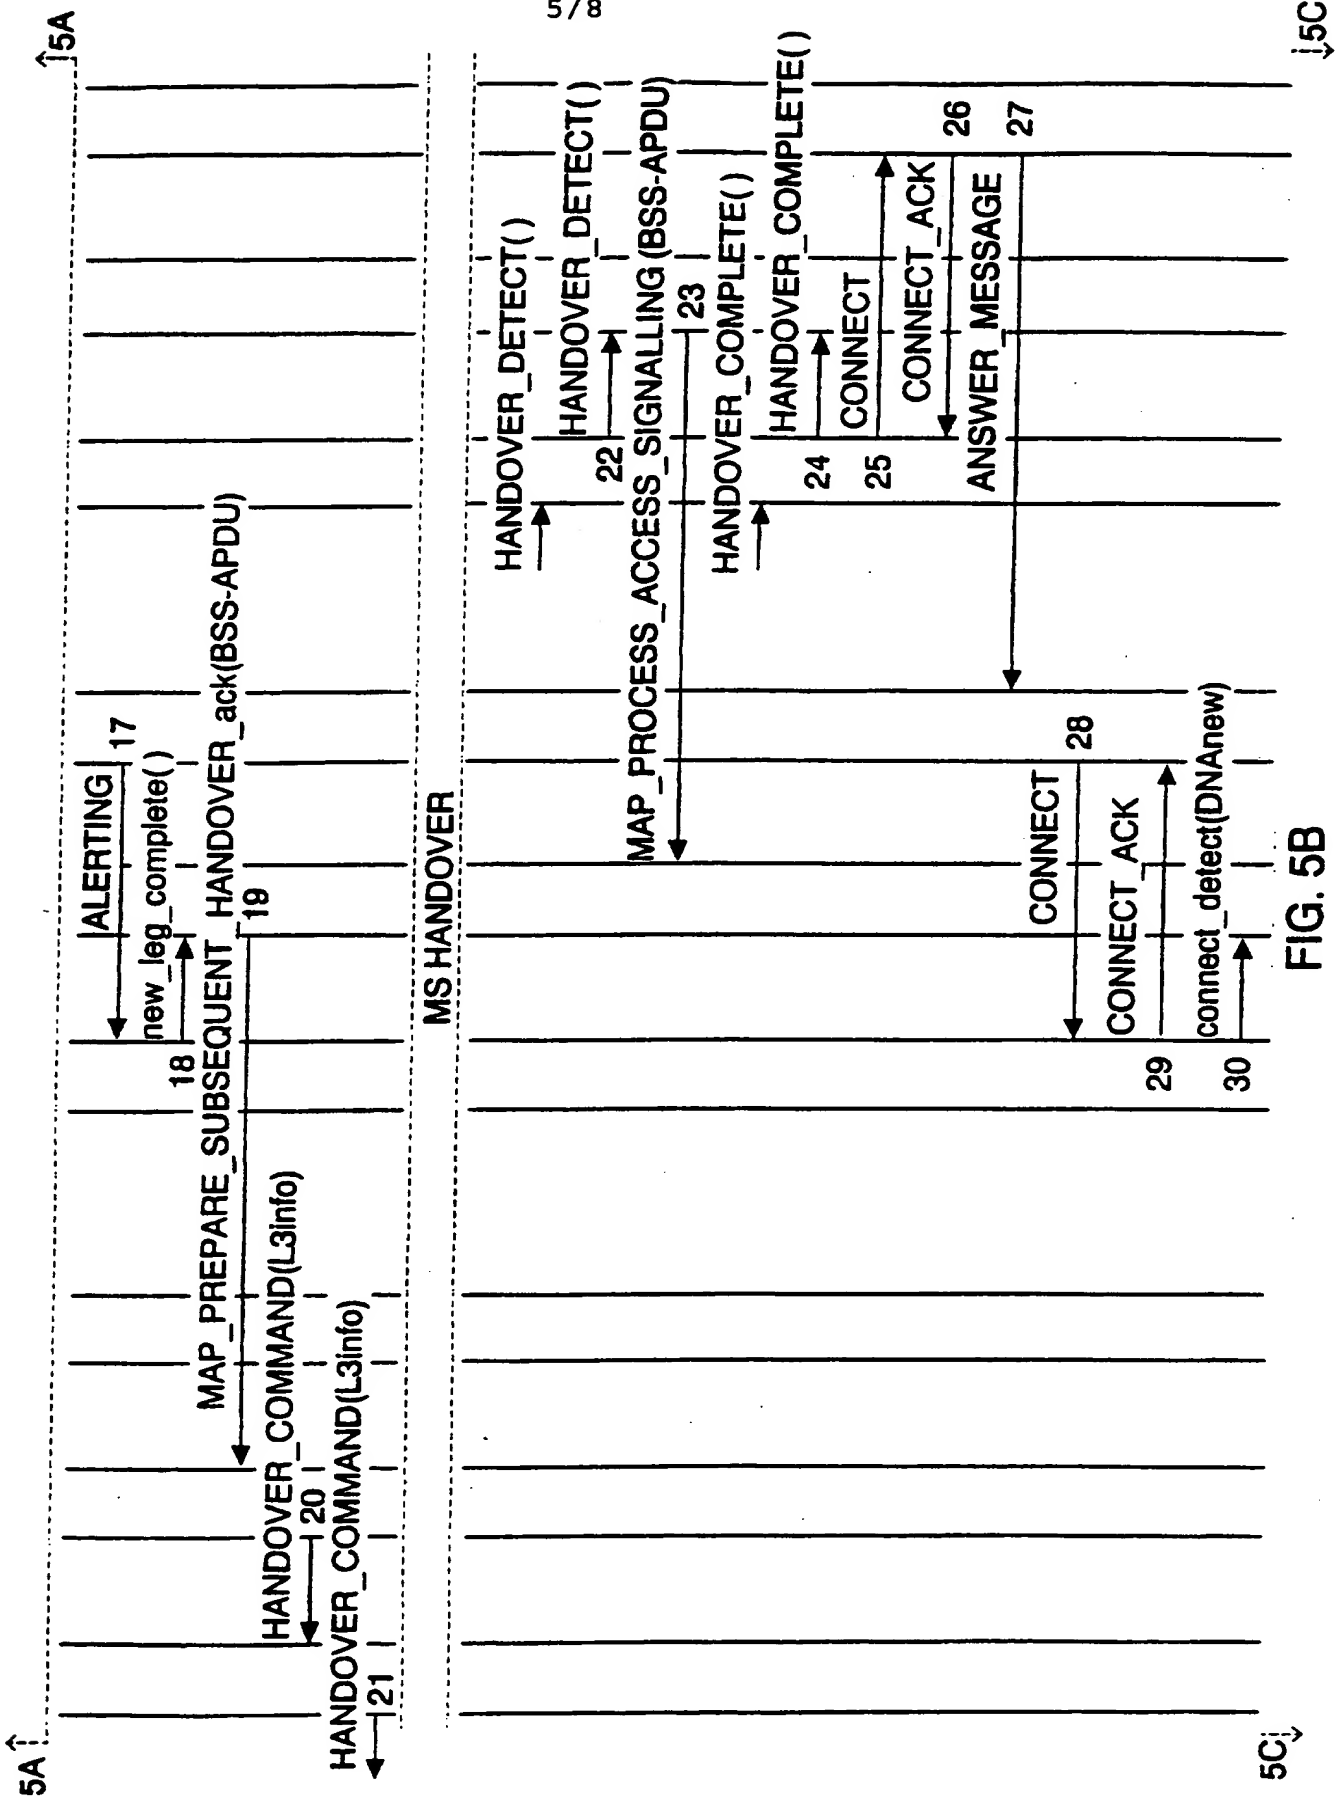 5/8
5A
5A
ALERTING
17
new_leg_complete()
18
MAP_PREPARE_SUBSEQUENT_HANDOVER_ack(BSS-APDU)
19
HANDOVER_COMMAND(L3info)
20
HANDOVER_COMMAND(L3info)
21
MS HANDOVER
HANDOVER_DETECT()
HANDOVER_DETECT()
22
MAP_PROCESS_ACCESS_SIGNALLING(BSS-APDU)
23
HANDOVER_COMPLETE()
HANDOVER_COMPLETE()
24
CONNECT
25
CONNECT_ACK
26
ANSWER_MESSAGE
27
CONNECT
28
CONNECT_ACK
29
connect_detect(DNAnew)
30
5C
5C
FIG. 5B